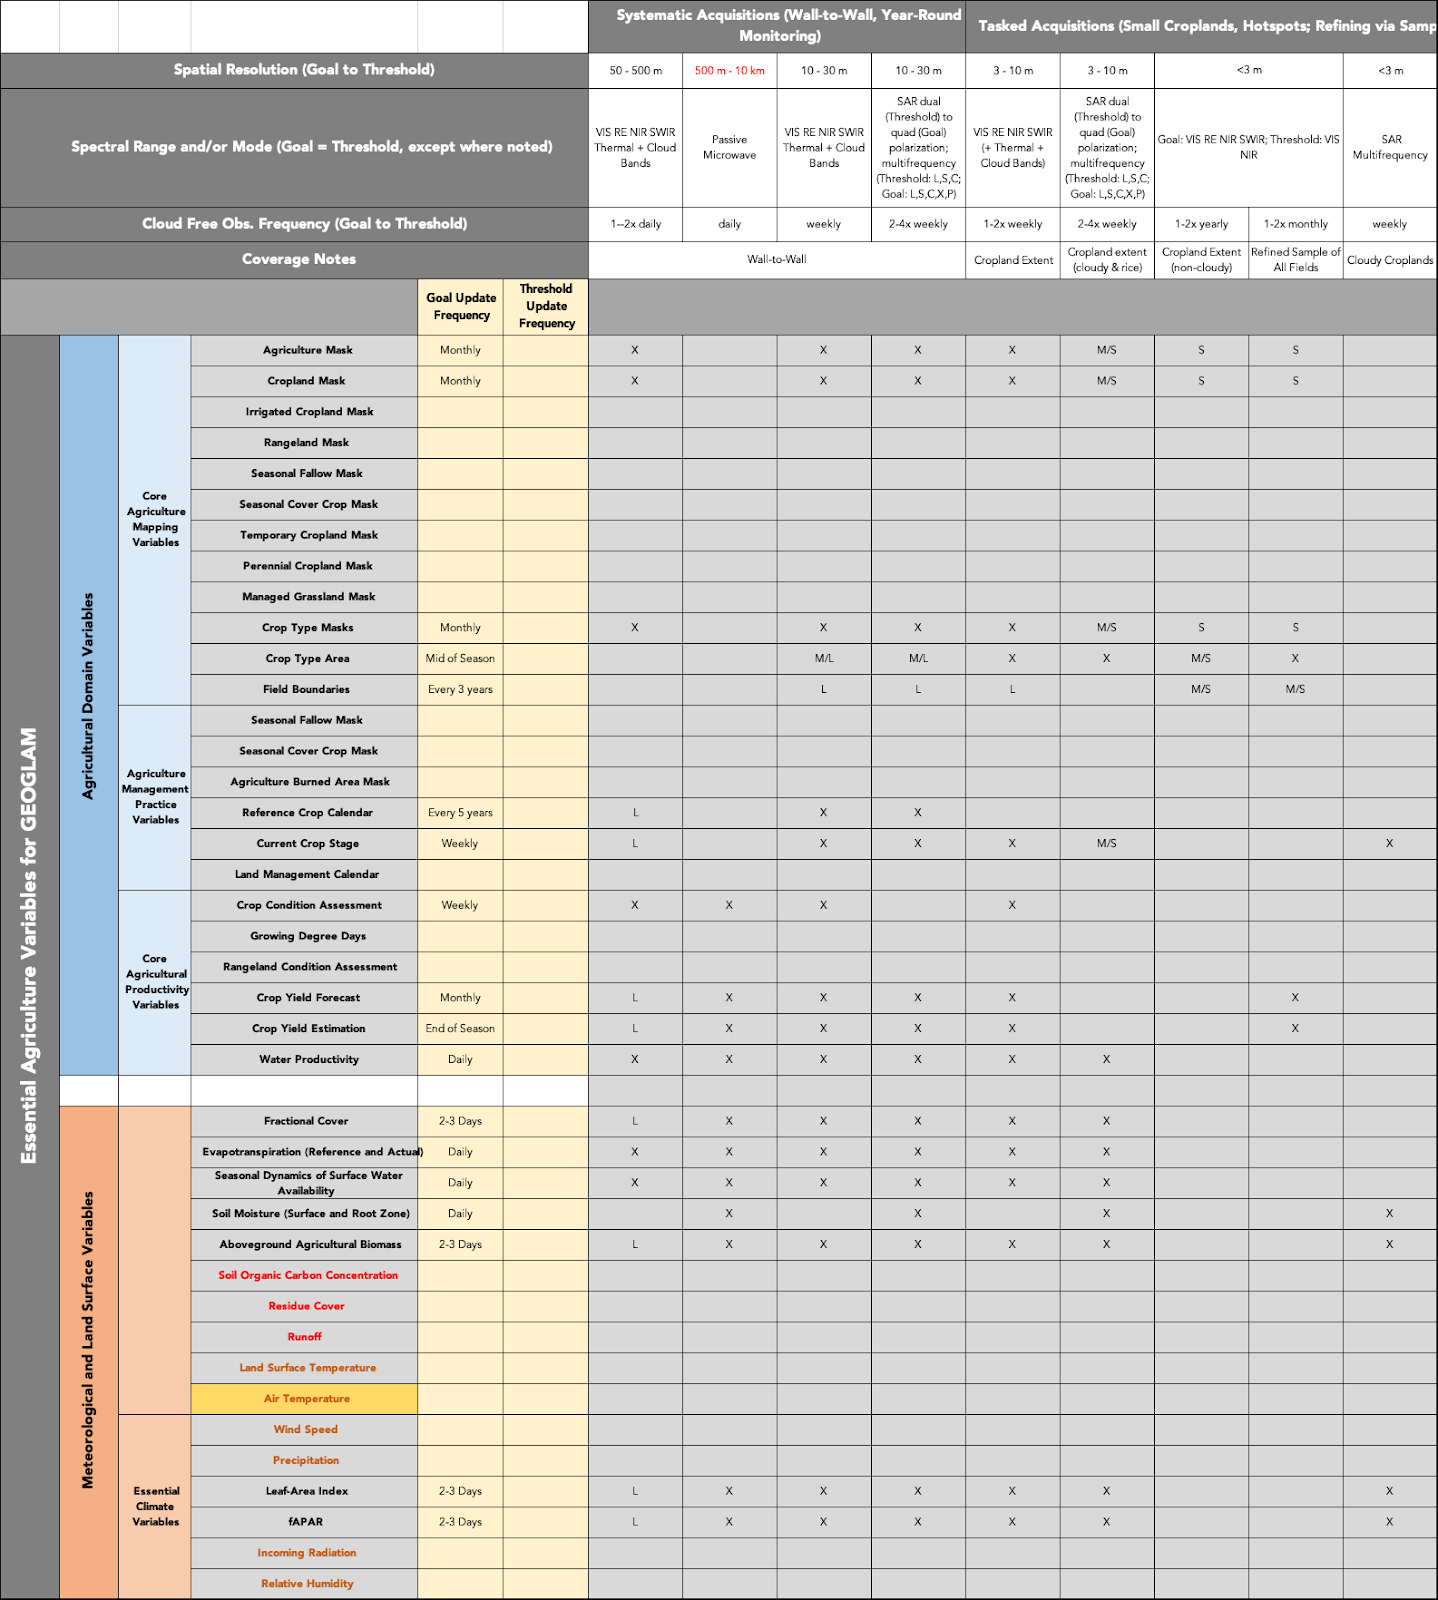 Systematic Acquisitions (Wall-to-Wall, Year-Round
Monitoring)
Tasked Acquisitions (Small Croplands, Hotspots; Refining via Samp
Spatial Resolution (Goal to Threshold)
50 - 500 m
500 m - 10 km
10 - 30 m
10 - 30 m
3 - 10 m
3 - 10 m
<3 m
<3 m
Spectral Range and/or Mode (Goal = Threshold, except where noted)
VIS RE NIR SWIR
Thermal + Cloud
Bands
Passive
Microwave
VIS RE NIR SWIR
Thermal + Cloud
Bands
SAR dual
(Threshold) to
quad (Goal)
polarization;
multifrequency
(Threshold: L,S,C;
Goal: L,S,C,X,P)
VIS RE NIR SWIR
(+ Thermal +
Cloud Bands)
SAR dual
(Threshold) to
quad (Goal)
polarization;
multifrequency
(Threshold: L,S,C;
Goal: L,S,C,X,P)
Goal: VIS RE NIR SWIR; Threshold: VIS
NIR
SAR
Multifrequency
Cloud Free Obs. Frequency (Goal to Threshold)
1--2x daily
daily
weekly
2-4x weekly
1-2x weekly
2-4x weekly
1-2x yearly
1-2x monthly
weekly
Coverage Notes
Wall-to-Wall
Cropland Extent
Cropland extent
(cloudy & rice)
Cropland Extent
(non-cloudy)
Refined Sample of
All Fields
Cloudy Croplands
Goal Update
Frequency
Threshold
Update
Frequency
Essential Agriculture Variables for GEOGLAM
Agricultural Domain Variables
Core
Agriculture
Mapping
Variables
Agriculture Mask Monthly X X X X M/S S S
Cropland Mask Monthly X X X X M/S S S
Irrigated Cropland Mask
Rangeland Mask
Seasonal Fallow Mask
Seasonal Cover Crop Mask
Temporary Cropland Mask
Perennial Cropland Mask
Managed Grassland Mask
Crop Type Masks Monthly X X X X M/S S S
Crop Type Area Mid of Season M/L M/L X X M/S X
Field Boundaries Every 3 years L L L M/S M/S
Agriculture
Management
Practice
Variables
Seasonal Fallow Mask
Seasonal Cover Crop Mask
Agriculture Burned Area Mask
Reference Crop Calendar Every 5 years L X X
Current Crop Stage Weekly L X X X M/S X
Land Management Calendar
Core
Agricultural
Productivity
Variables
Crop Condition Assessment Weekly X X X X
Growing Degree Days
Rangeland Condition Assessment
Crop Yield Forecast Monthly L X X X X X
Crop Yield Estimation End of Season L X X X X X
Water Productivity Daily X X X X X X
Meteorological and Land Surface Variables
Fractional Cover 2-3 Days L X X X X X
Evapotranspiration (Reference and Actual) Daily X X X X X X
Seasonal Dynamics of Surface Water
Availability
Daily X X X X X X
Soil Moisture (Surface and Root Zone) Daily X X X X
Aboveground Agricultural Biomass 2-3 Days L X X X X X X
Soil Organic Carbon Concentration
Residue Cover
Runoff
Land Surface Temperature
Air Temperature
Essential
Climate
Variables
Wind Speed
Precipitation
Leaf-Area Index 2-3 Days L X X X X X X
fAPAR 2-3 Days L X X X X X X
Incoming Radiation
Relative Humidity